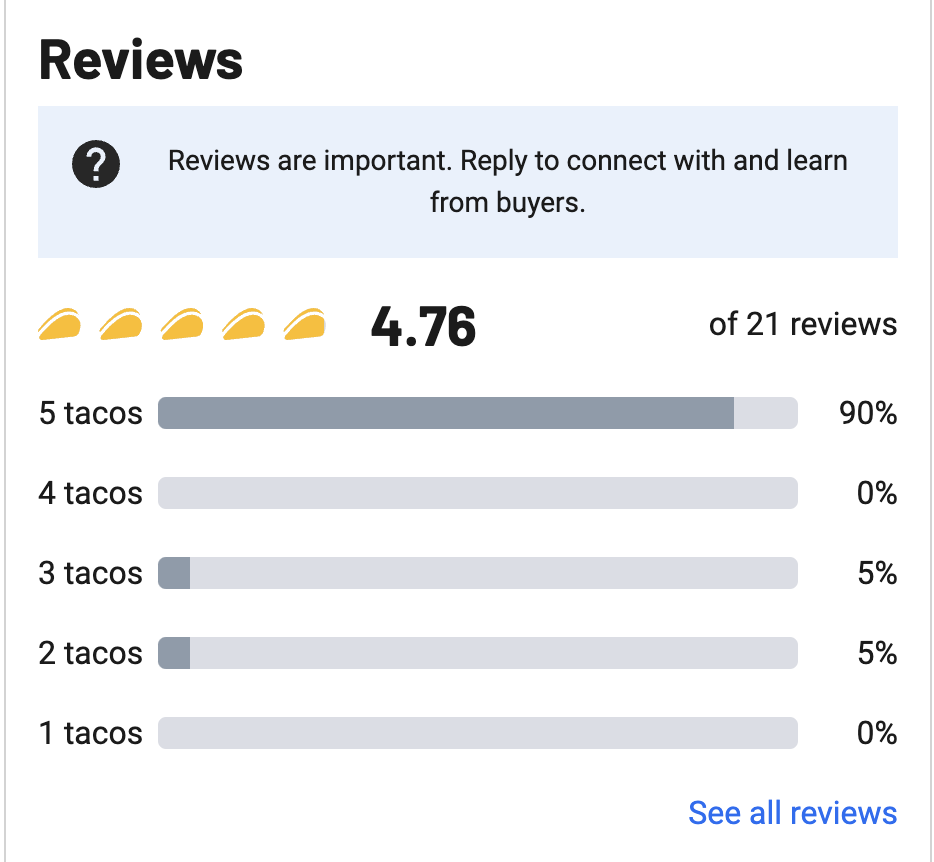 Reviews
?
Reviews are important. Reply to connect with and learn
from buyers.
4.76 of 21 reviews
5 tacos 90%
4 tacos 0%
3 tacos 5%
2 tacos 5%
1 tacos 0%
See all reviews